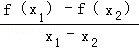 f(x₁) - f(x₂)
x₁ - x₂